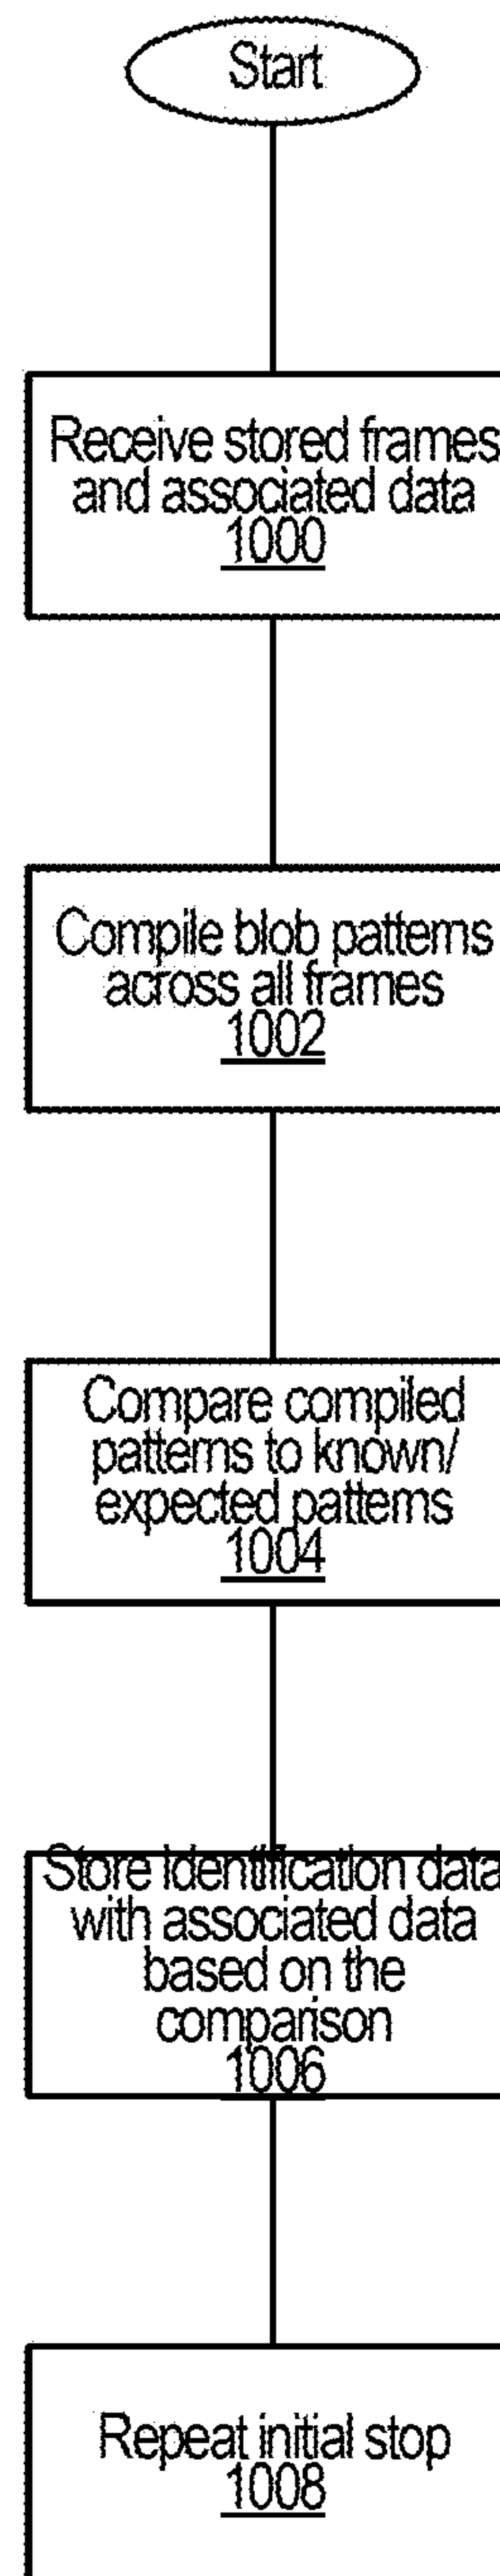 Start
Receive stored frames
and associated data
1000
Compile blob patterns
across all frames
1002
Compare compiled
patterns to known/
expected patterns
1004
Store identification data
with associated data
based on the
comparison
1006
Repeat initial stop
1008